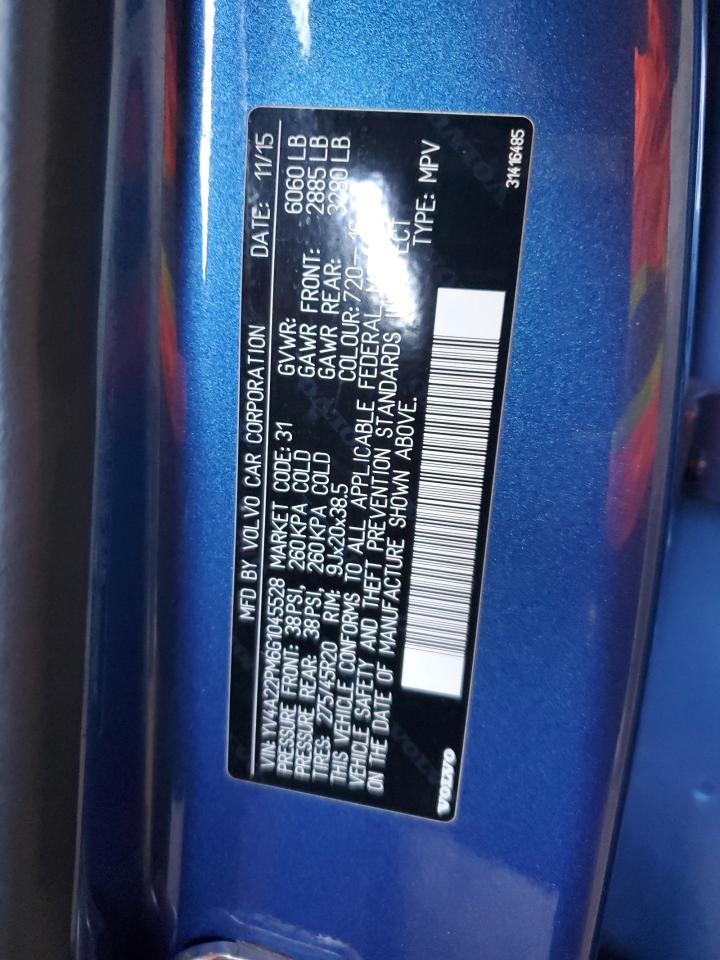 MFD BY VOLVO CAR CORPORATION DATE: 11/15
VIN: YV4A22PM6G1045528 MARKET CODE: 31
PRESSURE FRONT: 38PSI, 260KPA COLD GVWR: 6060 LB
PRESSURE REAR: 38PSI, 260KPA COLD GAWR FRONT: 2885 LB
TIRES: 275/45R20 RIM: 9Jx20x38.5 GAWR REAR: 3280 LB
COLOUR: 720
THIS VEHICLE CONFORMS TO ALL APPLICABLE FEDERAL MOTOR
VEHICLE SAFETY AND THEFT PREVENTION STANDARDS IN EFFECT
ON THE DATE OF MANUFACTURE SHOWN ABOVE. TYPE: MPV
VOLVO 31416485